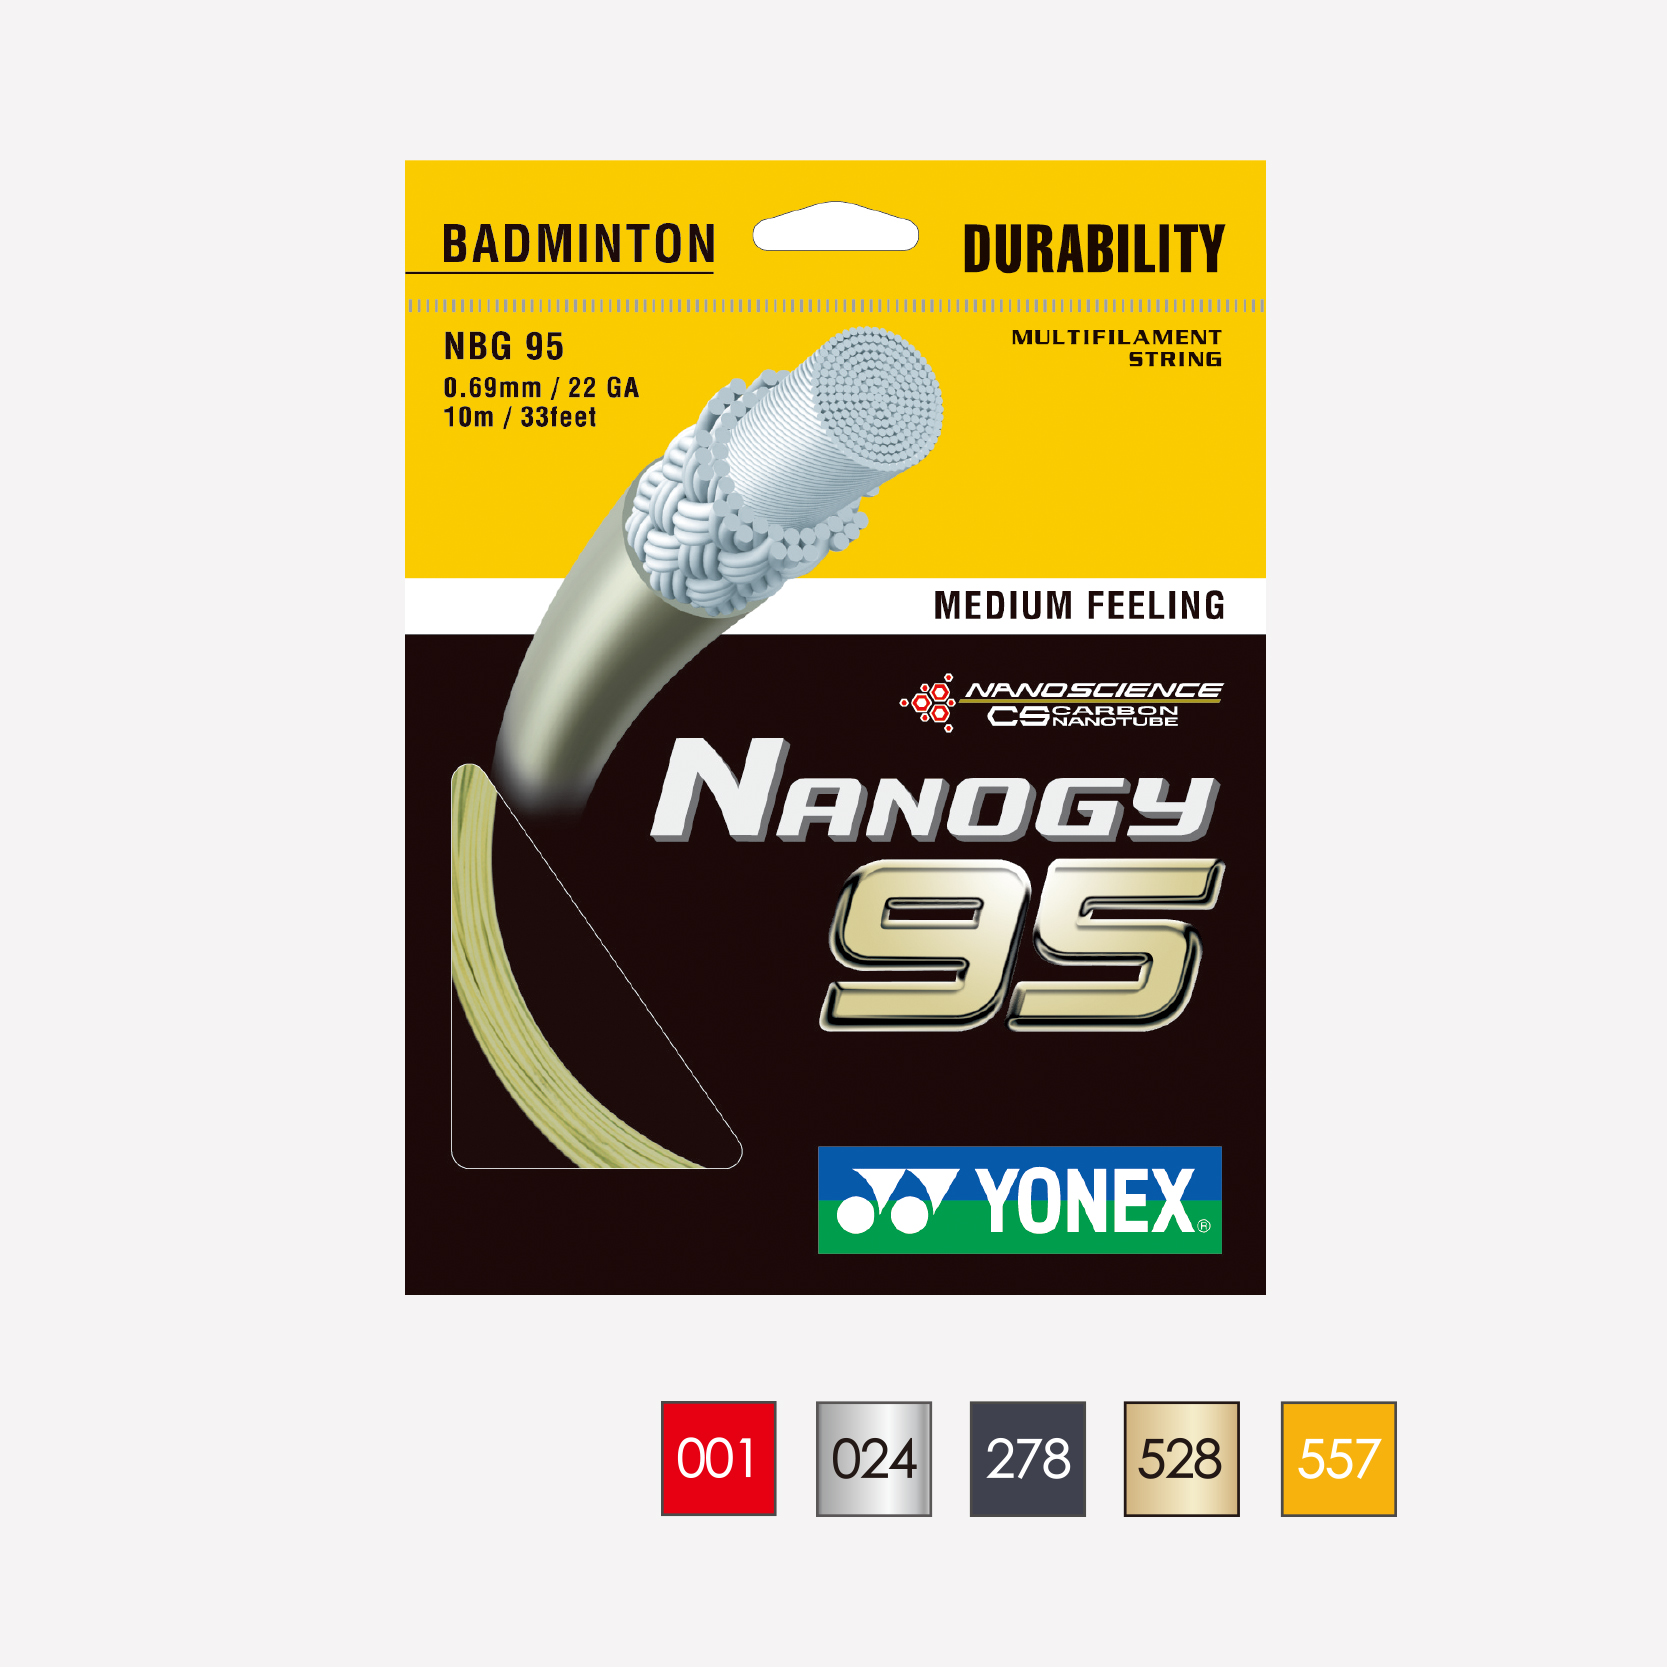 BADMINTON
DURABILITY
NBG 95
0.69mm / 22 GA
10m / 33feet
MULTIFILAMENT
STRING
MEDIUM FEELING
NANOSCIENCE
CS CARBON
NANOTUBE
NANOGY
95
YONEX®
001 024 278 528 557